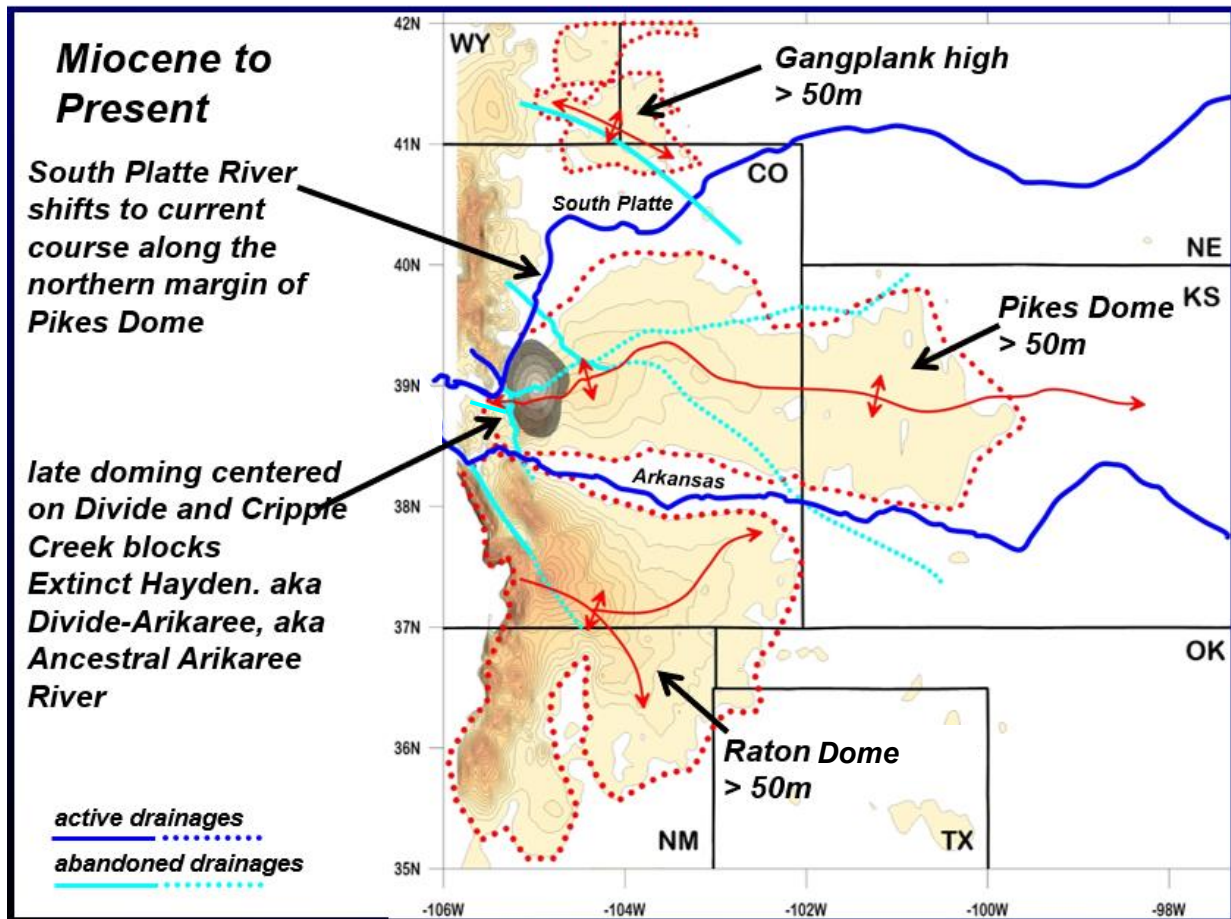 Miocene to
Present
South Platte River
shifts to current
course along the
northern margin of
Pikes Dome
late doming centered
on Divide and Cripple
Creek blocks
Extinct Hayden. aka
Divide-Arikaree, aka
Ancestral Arikaree
River
active drainages
abandoned drainages
42N
WY
Gangplank high
> 50m
41N
CO
South Platte
NE
40N
KS
Pikes Dome
> 50m
39N
Arkansas
38N
37N
OK
36N
Raton Dome
> 50m
NM
TX
35N
-106W
-104W
-102W
-100W
-98W